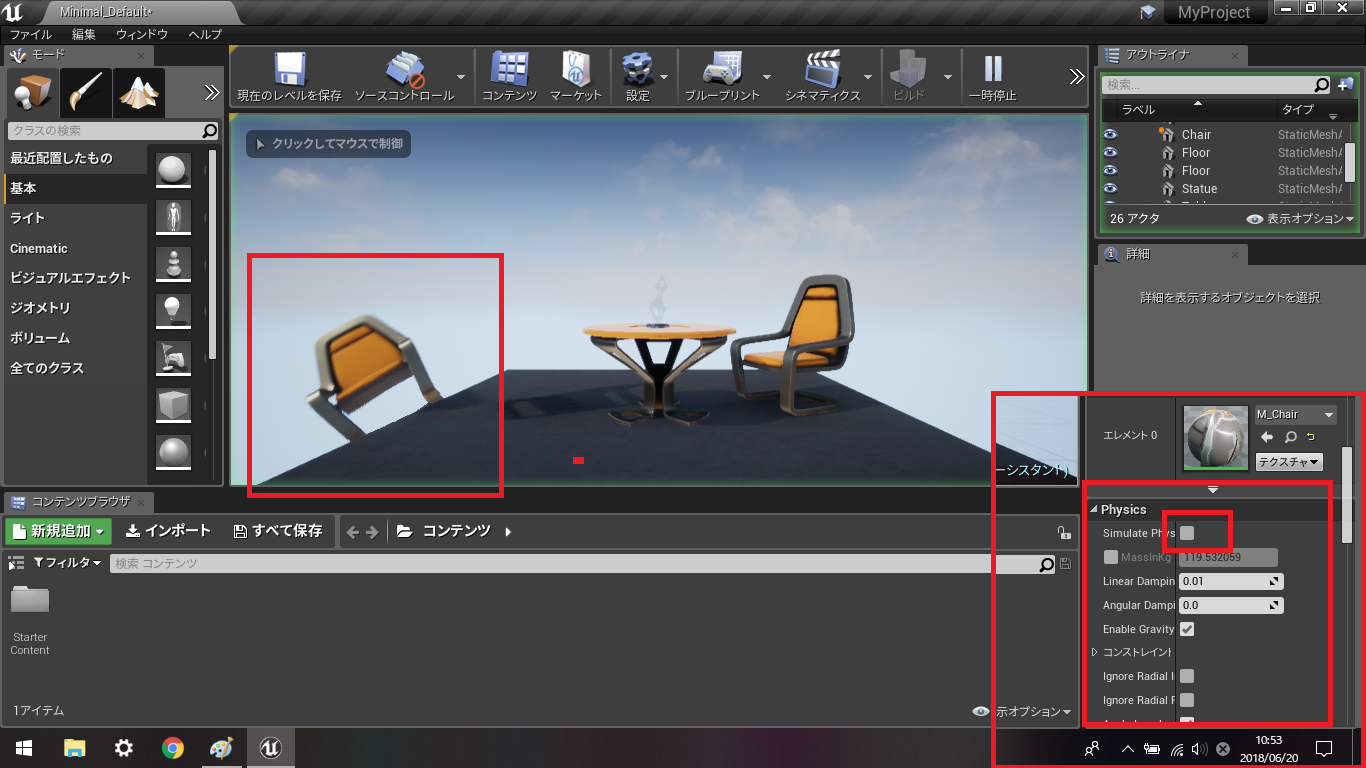 Minimal_Default*
MyProject
ファイル 編集 ウィンドウ ヘルプ
モード
クラスの検索
最近配置したもの
基本
ライト
Cinematic
ビジュアルエフェクト
ジオメトリ
ボリューム
全てのクラス
現在のレベルを保存 ソースコントロール コンテンツ マーケット 設定 ブループリント シネマティクス ビルド 一時停止
クリックしてマウスで制御
アウトライナ
検索...
ラベル タイプ
Chair StaticMeshA
Floor StaticMeshA
Floor StaticMeshA
Statue StaticMeshA
26 アクタ 表示オプション
詳細
詳細を表示するオブジェクトを選択
ーシスタント)
エレメント 0 M_Chair
テクスチャ
Physics
Simulate Phys
MassInKg 119.532059
Linear Dampin 0.01
Angular Dampi 0.0
Enable Gravity
コンストレイント
Ignore Radial I
Ignore Radial F
コンテンツブラウザ
新規追加 インポート すべて保存 コンテンツ
フィルタ 検索 コンテンツ
Starter
Content
1アイテム 示オプション
10:53
2018/06/20